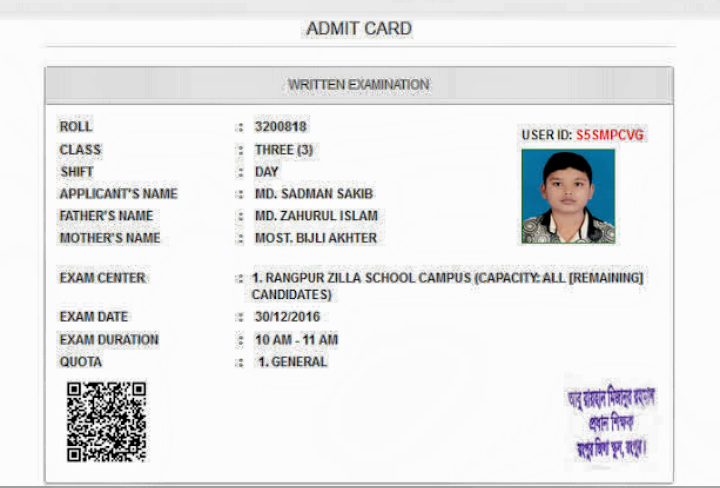 ADMIT CARD
WRITTEN EXAMINATION
ROLL : 3200818
USER ID: S5SMPCVG
CLASS : THREE (3)
SHIFT : DAY
APPLICANT'S NAME : MD. SADMAN SAKIB
FATHER'S NAME : MD. ZAHURUL ISLAM
MOTHER'S NAME : MOST. BIJLI AKHTER
EXAM CENTER : 1. RANGPUR ZILLA SCHOOL CAMPUS (CAPACITY: ALL [REMAINING]
CANDIDATES)
EXAM DATE : 30/12/2016
EXAM DURATION : 10 AM - 11 AM
QUOTA : 1. GENERAL
আবু রায়হান মিজানুর রহমান
প্রধান শিক্ষক
রংপুর জিলা স্কুল, রংপুর।